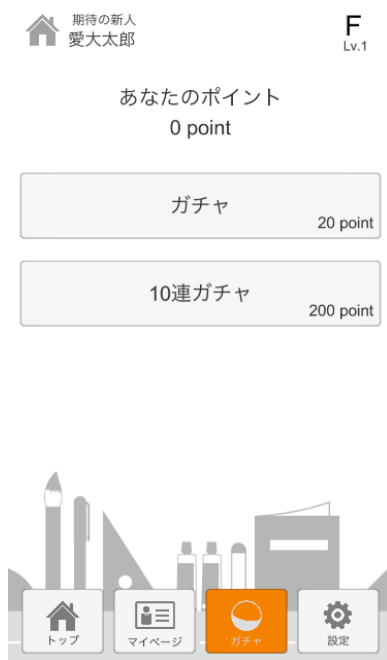 期待の新人
愛大太郎
F
Lv.1
あなたのポイント
0 point
ガチャ
20 point
10連ガチャ
200 point
トップ
マイページ
ガチャ
設定